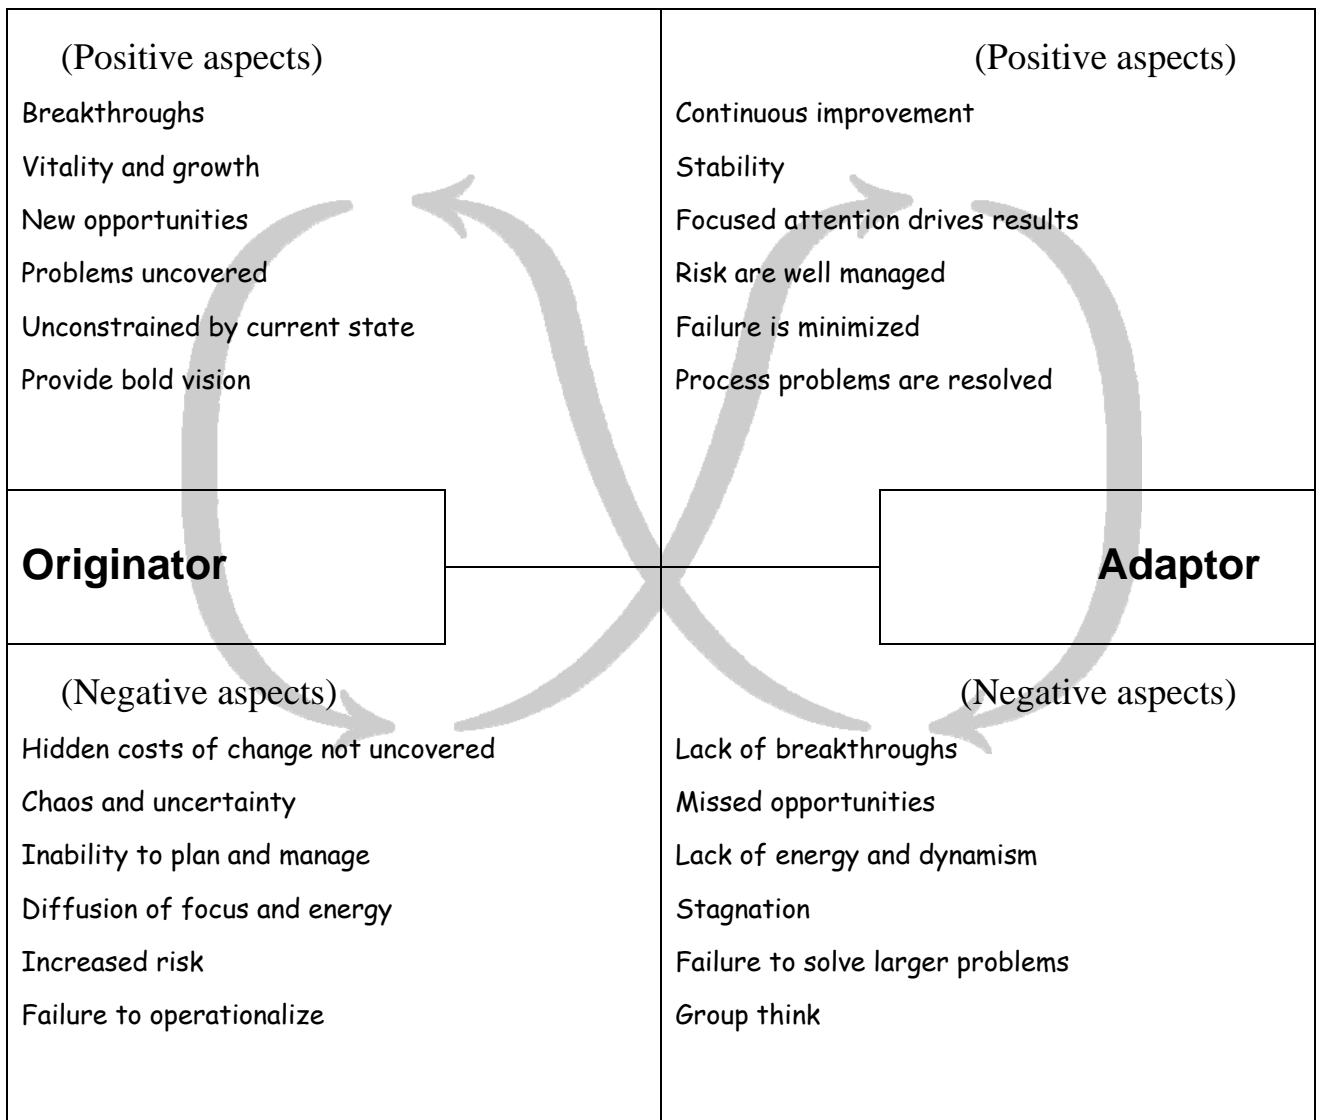 (Positive aspects)
Breakthroughs
Vitality and growth
New opportunities
Problems uncovered
Unconstrained by current state
Provide bold vision
(Positive aspects)
Continuous improvement
Stability
Focused attention drives results
Risk are well managed
Failure is minimized
Process problems are resolved
Originator
Adaptor
(Negative aspects)
Hidden costs of change not uncovered
Chaos and uncertainty
Inability to plan and manage
Diffusion of focus and energy
Increased risk
Failure to operationalize
(Negative aspects)
Lack of breakthroughs
Missed opportunities
Lack of energy and dynamism
Stagnation
Failure to solve larger problems
Group think